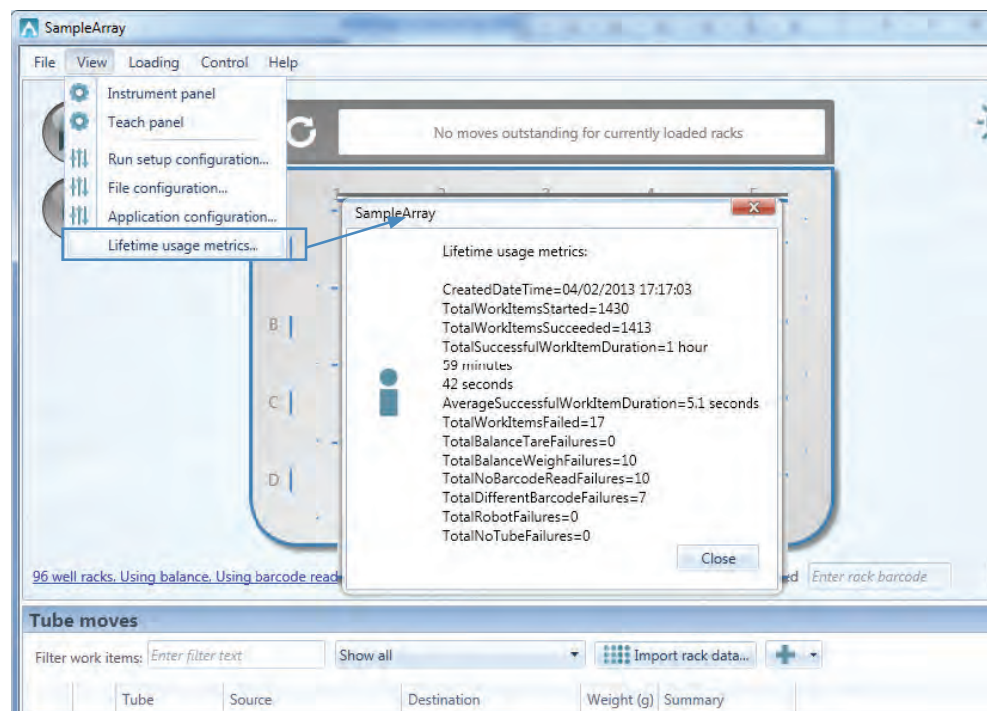 SampleArray
File View Loading Control Help
Instrument panel
Teach panel
Run setup configuration...
File configuration...
Application configuration...
Lifetime usage metrics...
No moves outstanding for currently loaded racks
SampleArray
Lifetime usage metrics:
CreatedDateTime=04/02/2013 17:17:03
TotalWorkItemsStarted=1430
TotalWorkItemsSucceeded=1413
TotalSuccessfulWorkItemDuration=1 hour
59 minutes
42 seconds
AverageSuccessfulWorkItemDuration=5.1 seconds
TotalWorkItemsFailed=17
TotalBalanceTareFailures=0
TotalBalanceWeighFailures=10
TotalNoBarcodeReadFailures=10
TotalDifferentBarcodeFailures=7
TotalRobotFailures=0
TotalNoTubeFailures=0
Close
B
C
D
96 well racks. Using balance. Using barcode read
Enter rack barcode
Tube moves
Filter work items: Enter filter text Show all Import rack data...
Tube Source Destination Weight (g) Summary